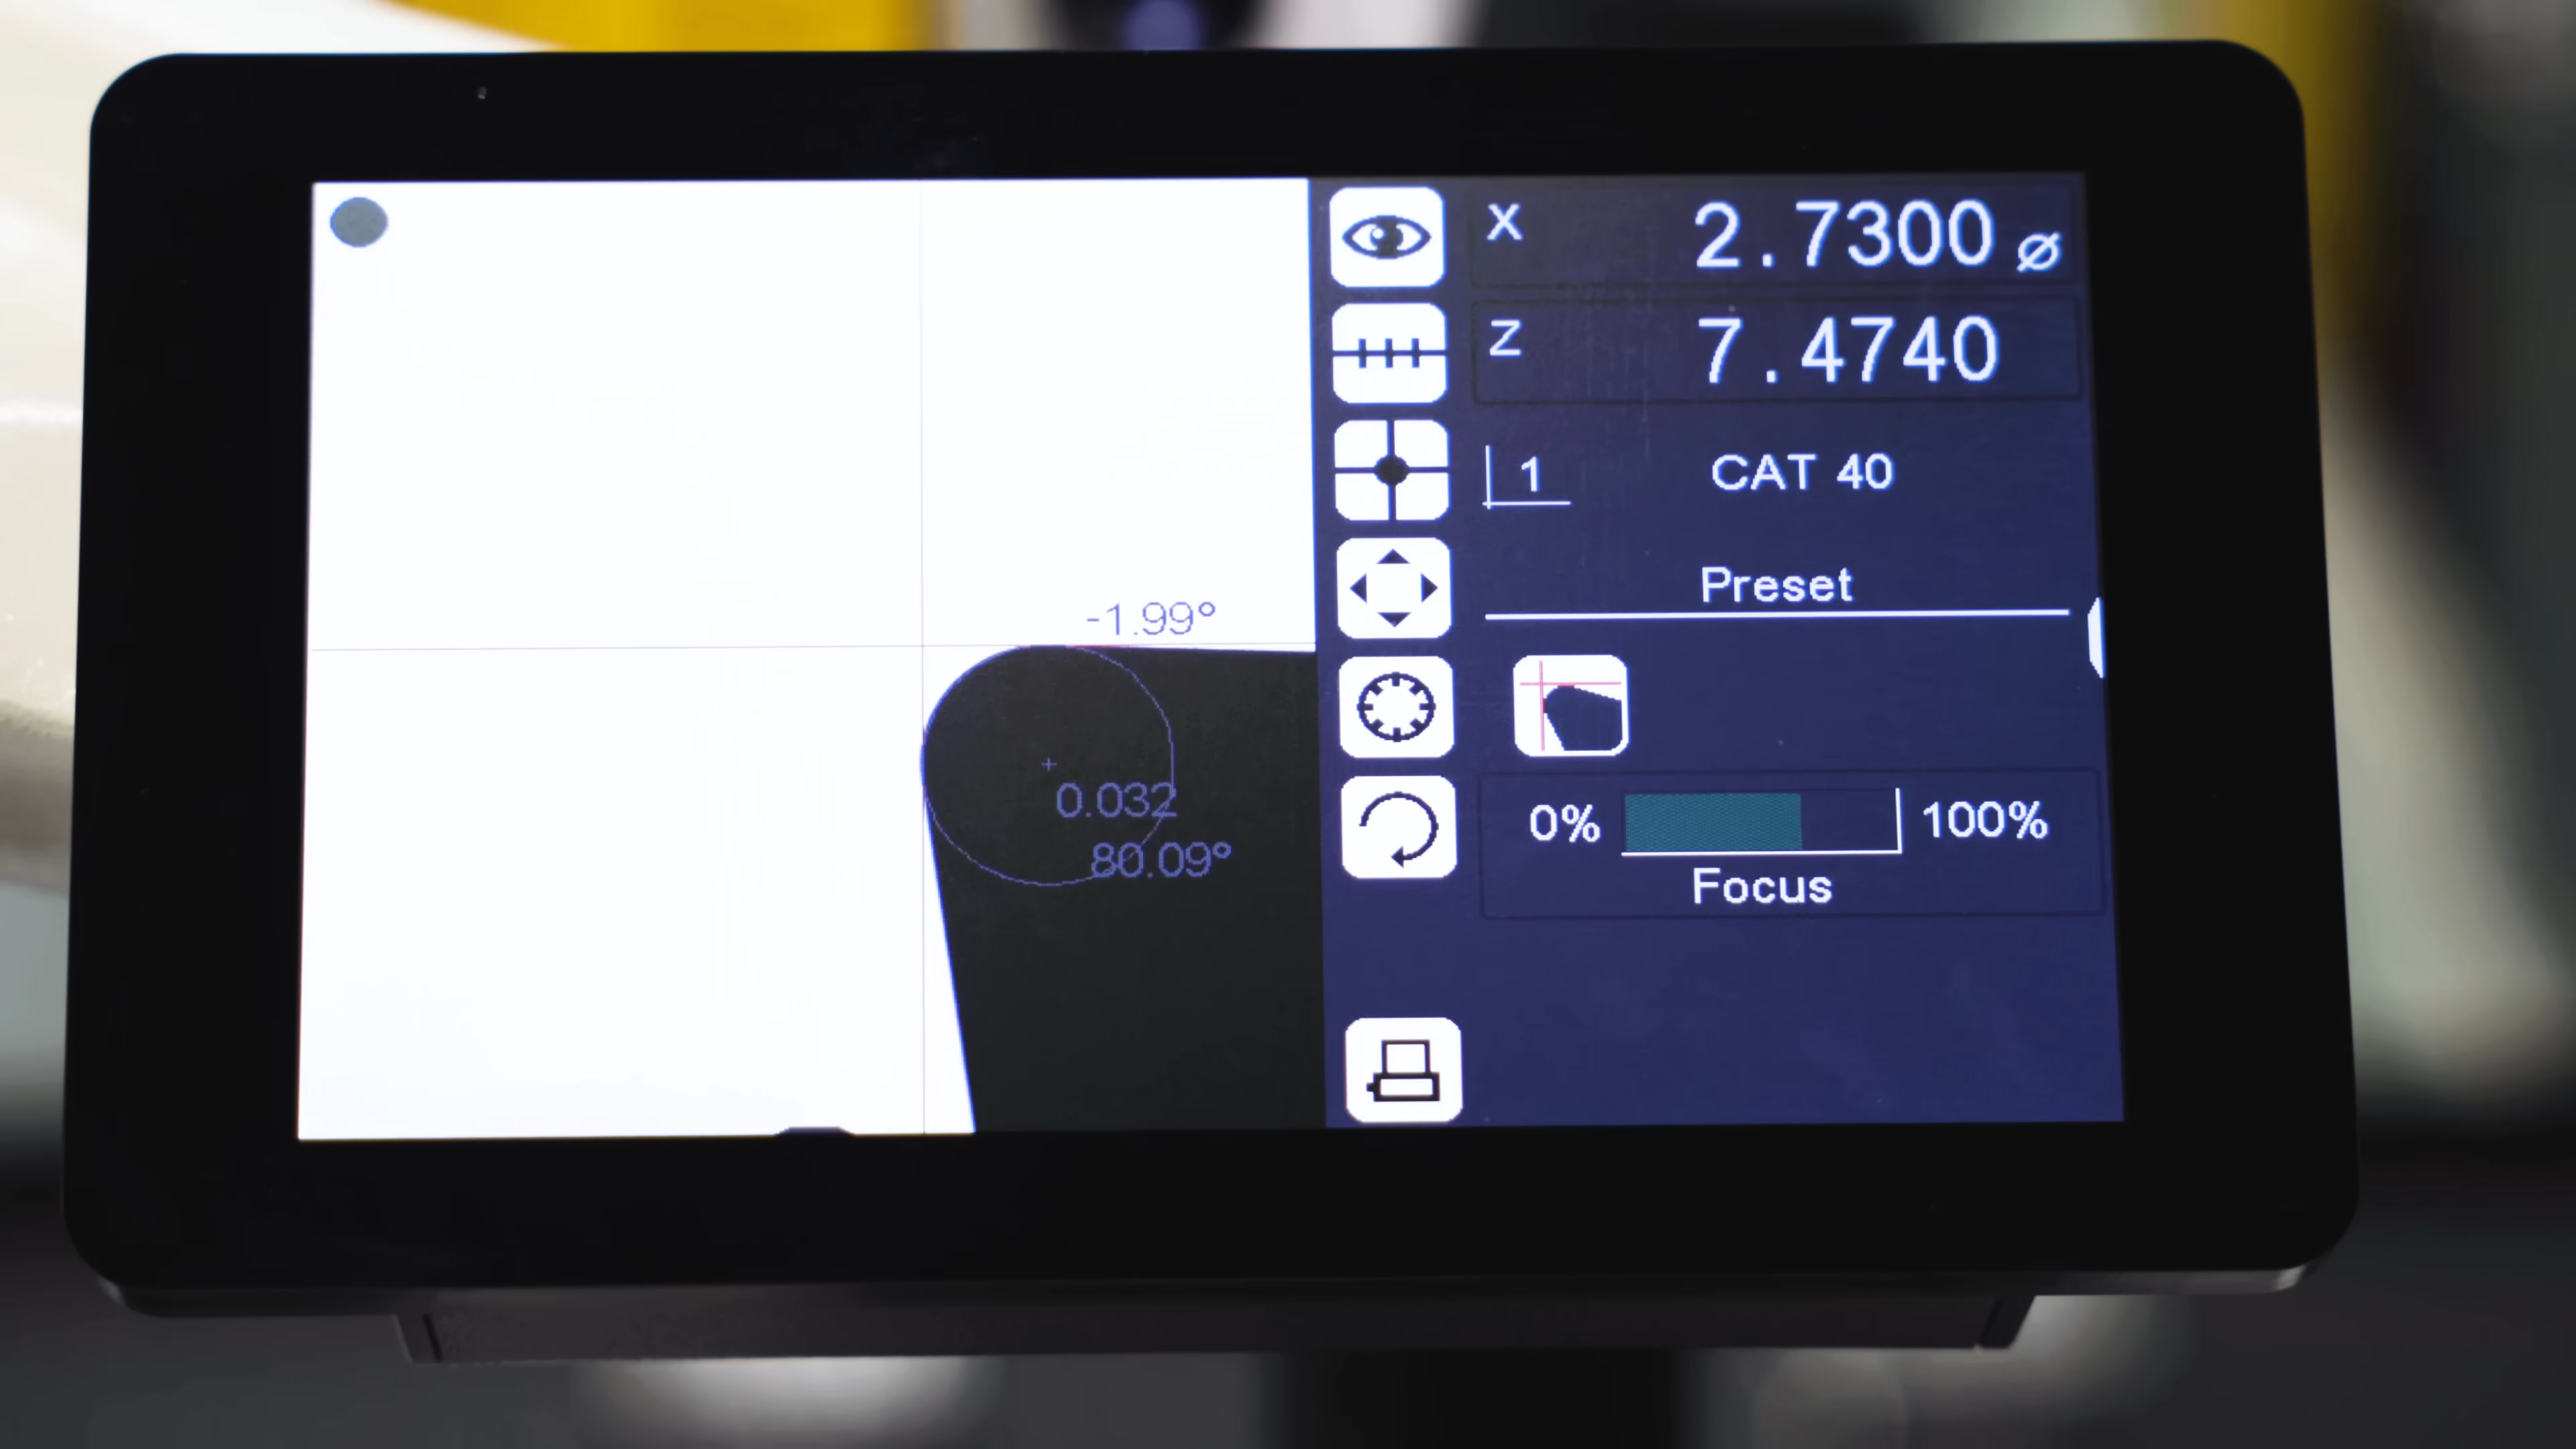 X 2.7300 ⌀
Z 7.4740
1 CAT 40
Preset
-1.99°
0.032
80.09°
0% 100%
Focus